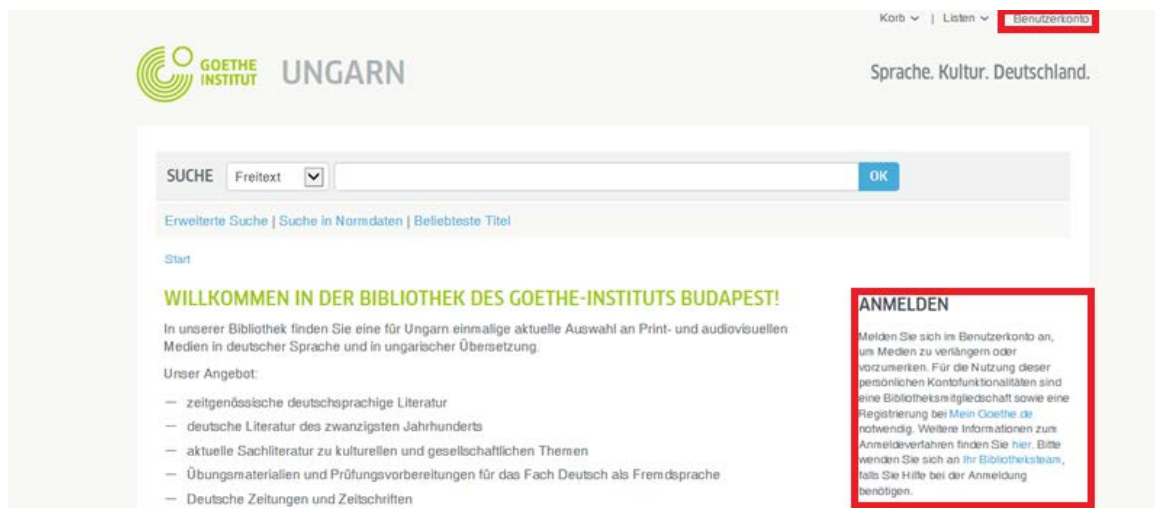 Korb | Listen Benutzerkonto
GOETHE
INSTITUT
UNGARN
Sprache. Kultur. Deutschland.
SUCHE Freitext OK
Erweiterte Suche | Suche in Normdaten | Beliebteste Titel
Start
WILLKOMMEN IN DER BIBLIOTHEK DES GOETHE-INSTITUTS BUDAPEST!
In unserer Bibliothek finden Sie eine für Ungarn einmalige aktuelle Auswahl an Print- und audiovisuellen
Medien in deutscher Sprache und in ungarischer Übersetzung.
Unser Angebot:
— zeitgenössische deutschsprachige Literatur
— deutsche Literatur des zwanzigsten Jahrhunderts
— aktuelle Sachliteratur zu kulturellen und gesellschaftlichen Themen
— Übungsmaterialien und Prüfungsvorbereitungen für das Fach Deutsch als Fremdsprache
— Deutsche Zeitungen und Zeitschriften
ANMELDEN
Melden Sie sich im Benutzerkonto an,
um Medien zu verlängern oder
vorzumerken. Für die Nutzung dieser
persönlichen Kontofunktionalitäten sind
eine Bibliotheksmitgliedschaft sowie eine
Registrierung bei Mein Goethe.de
notwendig. Weitere Informationen zum
Anmeldeverfahren finden Sie hier. Bitte
wenden Sie sich an Ihr Bibliotheksteam,
falls Sie Hilfe bei der Anmeldung
benötigen.